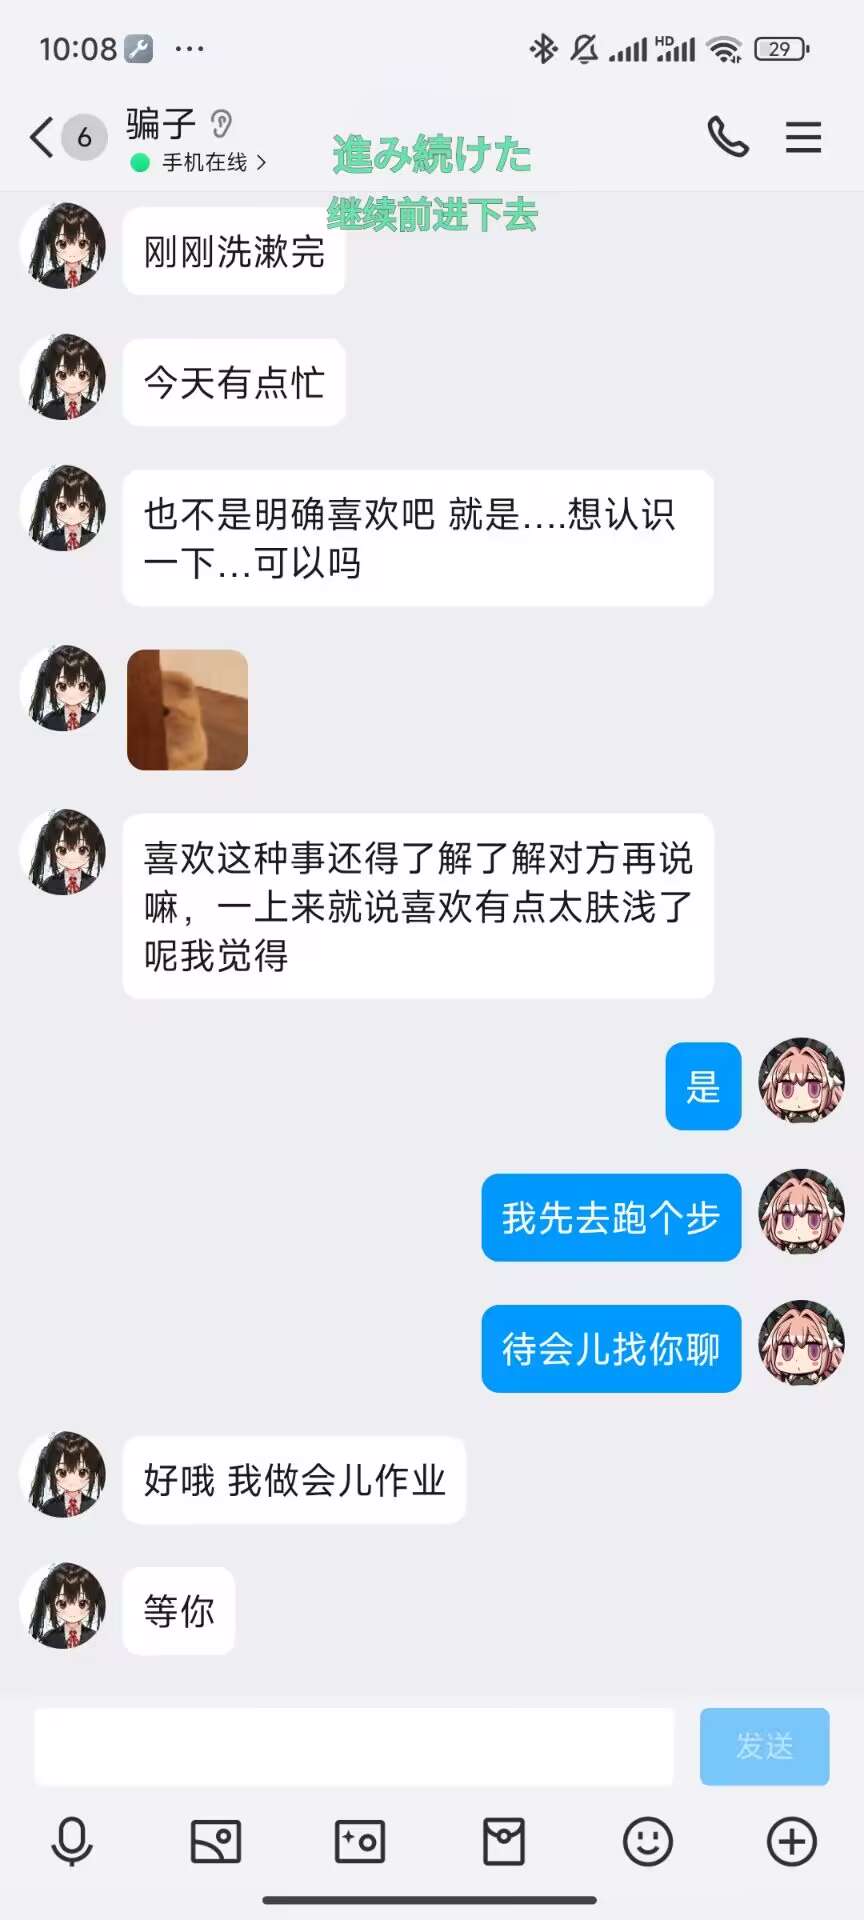 10:08
HD
29
6
骗子
手机在线
進み続けた
继续前进下去
刚刚洗漱完
今天有点忙
也不是明确喜欢吧 就是....想认识
一下...可以吗
喜欢这种事还得了解了解对方再说
嘛，一上来就说喜欢有点太肤浅了
呢我觉得
是
我先去跑个步
待会儿找你聊
好哦 我做会儿作业
等你
发送